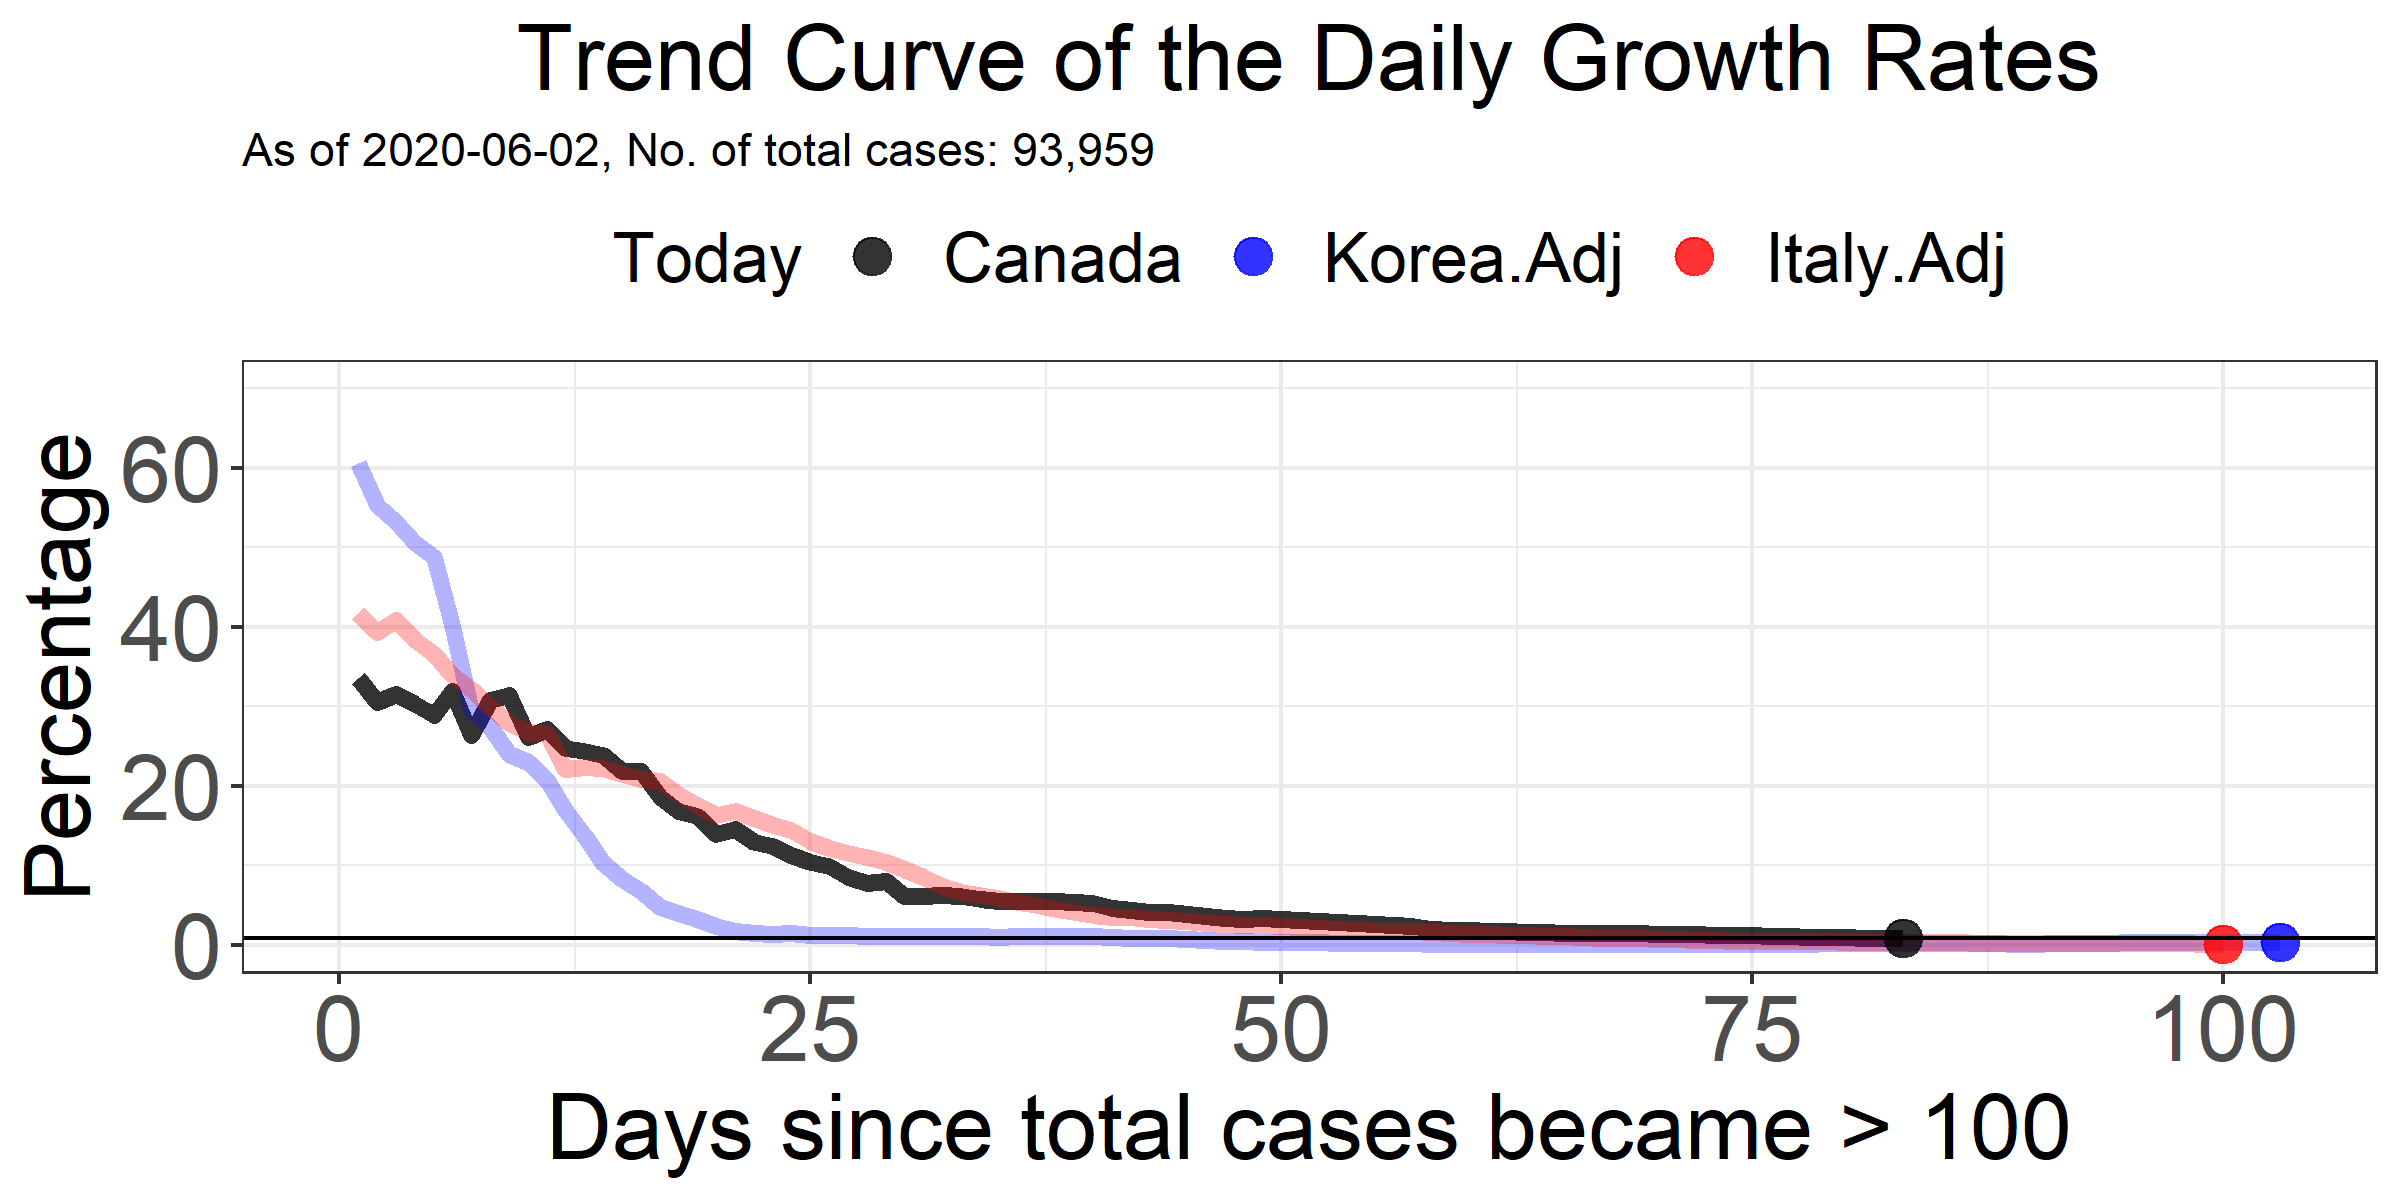 Trend Curve of the Daily Growth Rates
As of 2020-06-02, No. of total cases: 93,959
Today Canada Korea.Adj Italy.Adj
Percentage
60
40
20
0
0 25 50 75 100
Days since total cases became > 100